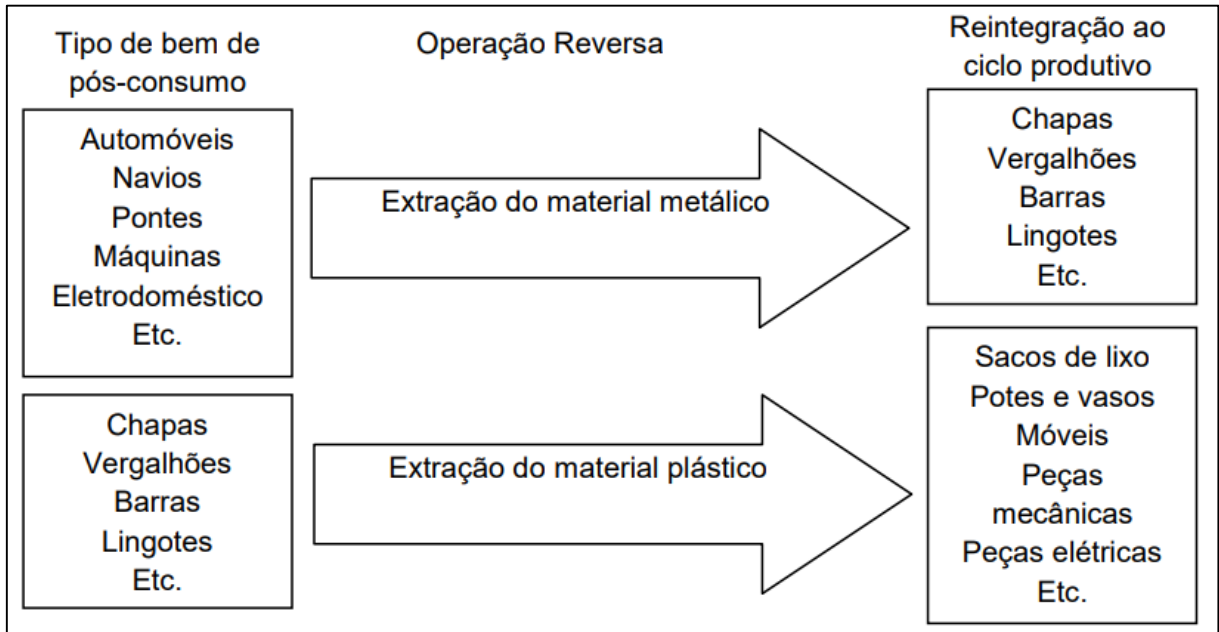 Tipo de bem de
pós-consumo
Operação Reversa
Reintegração ao
ciclo produtivo
Automóveis
Navios
Pontes
Máquinas
Eletrodoméstico
Etc.
Extração do material metálico
Chapas
Vergalhões
Barras
Lingotes
Etc.
Chapas
Vergalhões
Barras
Lingotes
Etc.
Extração do material plástico
Sacos de lixo
Potes e vasos
Móveis
Peças
mecânicas
Peças elétricas
Etc.